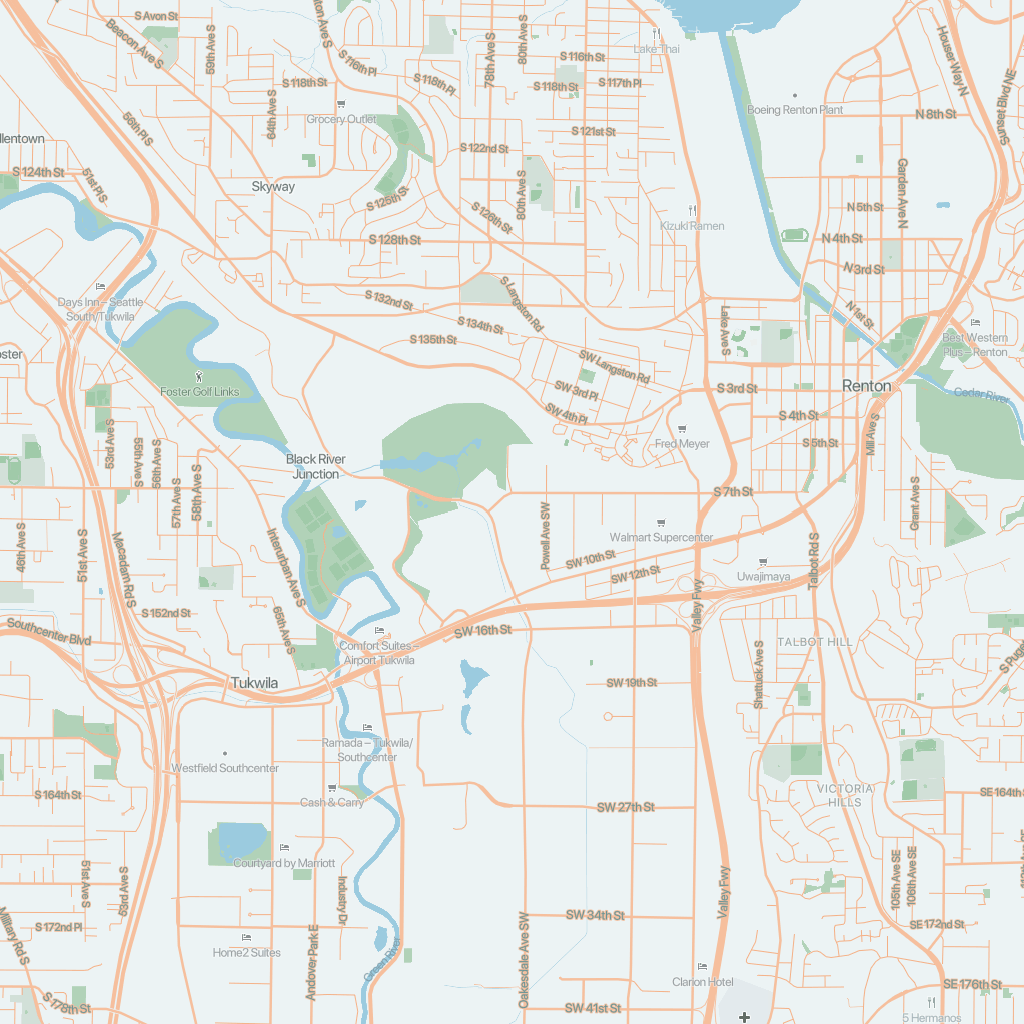 S Avon St
Beacon Ave S
59th Ave S
S 116th Pl
78th Ave S
80th Ave S
Lake Thai
S 116th St
S 117th Pl
S 118th St
S 118th Pl
S 118th St
64th Ave S
Grocery Outlet
56th Pl S
Houser Way N
Sunset Blvd NE
Boeing Renton Plant
N 8th St
S 121st St
S 122nd St
S 124th St
51st Pl S
Skyway
S 125th St
80th Ave S
S 126th St
Garden Ave N
N 5th St
Kizuki Ramen
S 128th St
N 4th St
N 3rd St
Days Inn – Seattle
South/Tukwila
S 132nd St
S Langston Rd
S 134th St
S 135th St
Lake Ave S
N 1st St
Best Western
Plus – Renton
SW Langston Rd
Foster Golf Links
SW 3rd Pl
S 3rd St
Renton
Cedar River
SW 4th Pl
S 4th St
Mill Ave S
53rd Ave S
55th Ave S
56th Ave S
Fred Meyer
S 5th St
Black River
Junction
57th Ave S
58th Ave S
S 7th St
Grant Ave S
46th Ave S
51st Ave S
Macadam Rd S
Interurban Ave S
Powell Ave SW
Walmart Supercenter
SW 10th St
SW 12th St
Uwajimaya
Talbot Rd S
Valley Fwy
S 152nd St
65th Ave S
Southcenter Blvd
SW 16th St
Comfort Suites –
Airport Tukwila
TALBOT HILL
Shattuck Ave S
Tukwila
SW 19th St
Ramada – Tukwila/
Southcenter
Westfield Southcenter
S 164th St
Cash & Carry
SW 27th St
VICTORIA
HILLS
Courtyard by Marriott
51st Ave S
53rd Ave S
Industry Dr
Valley Fwy
105th Ave SE
106th Ave SE
S 172nd Pl
Military Rd S
SW 34th St
SE 172nd St
Home2 Suites
Andover Park E
Green River
Oakesdale Ave SW
Clarion Hotel
SE 176th St
S 178th St
SW 41st St
5 Hermanos